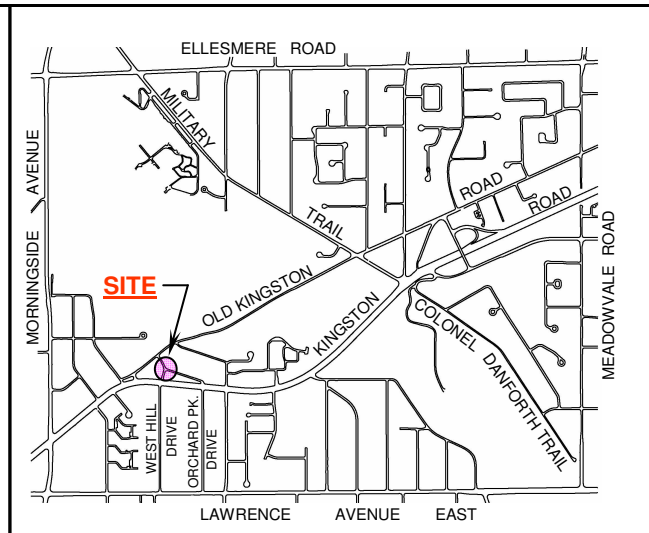 ELLESMERE ROAD
MILITARY
TRAIL
ROAD
ROAD
MORNINGSIDE AVENUE
MEADOWVALE ROAD
SITE
OLD KINGSTON
KINGSTON
COLONEL DANFORTH TRAIL
WEST HILL
DRIVE
ORCHARD PK.
DRIVE
LAWRENCE AVENUE EAST